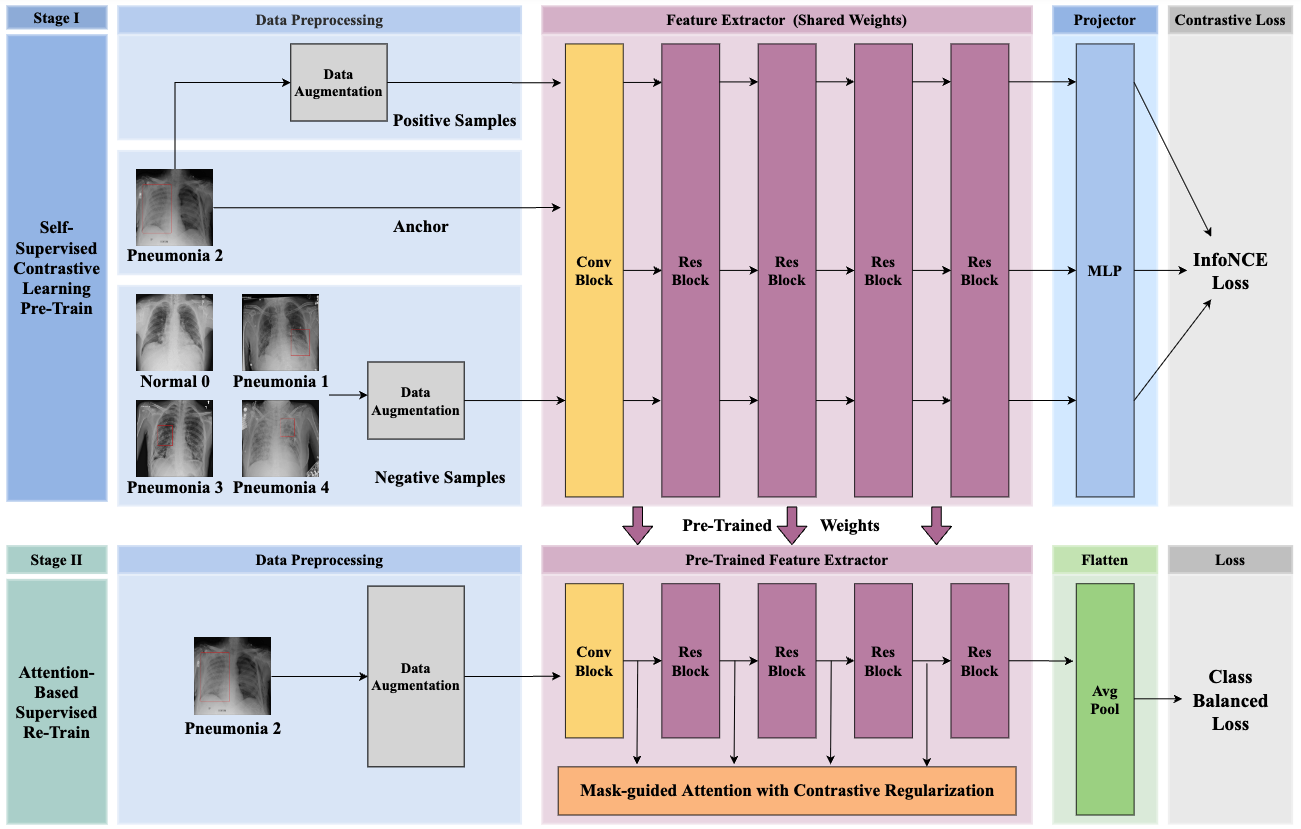 Stage I
Data Preprocessing
Feature Extractor (Shared Weights)
Projector
Contrastive Loss
Self-
Supervised
Contrastive
Learning
Pre-Train
Data
Augmentation
Positive Samples
Pneumonia 2
Anchor
Normal 0
Pneumonia 1
Pneumonia 3
Pneumonia 4
Data
Augmentation
Negative Samples
Conv
Block
Res
Block
Res
Block
Res
Block
Res
Block
MLP
InfoNCE
Loss
Pre-Trained Weights
Stage II
Data Preprocessing
Pre-Trained Feature Extractor
Flatten
Loss
Attention-
Based
Supervised
Re-Train
Pneumonia 2
Data
Augmentation
Conv
Block
Res
Block
Res
Block
Res
Block
Res
Block
Mask-guided Attention with Contrastive Regularization
Avg
Pool
Class
Balanced
Loss